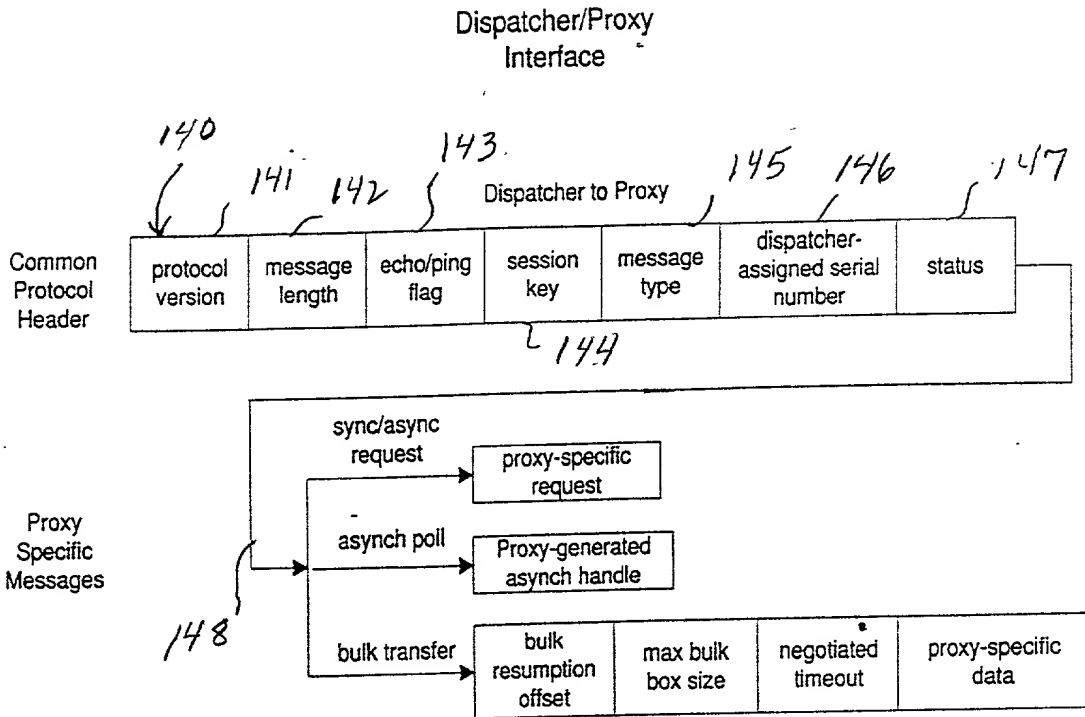 Dispatcher/Proxy
Interface
140
141
142
143
Dispatcher to Proxy
145
146
147
Common
Protocol
Header
protocol
version
message
length
echo/ping
flag
session
key
message
type
dispatcher-
assigned serial
number
status
144
sync/async
request
proxy-specific
request
Proxy
Specific
Messages
asynch poll
Proxy-generated
asynch handle
148
bulk transfer
bulk
resumption
offset
max bulk
box size
negotiated
timeout
proxy-specific
data